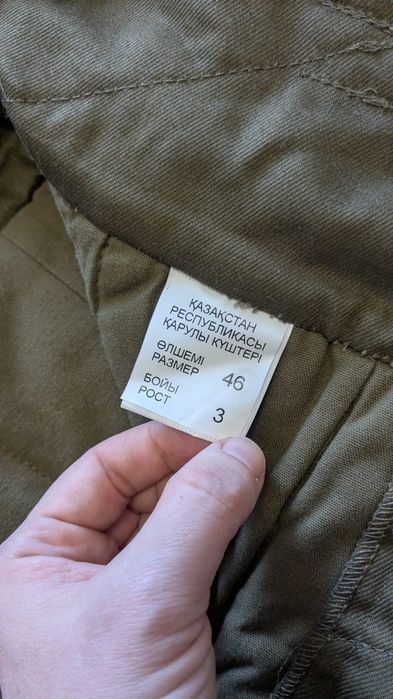 ҚАЗАҚСТАН
РЕСПУБЛИКАСЫ
ҚАРУЛЫ КҮШТЕРІ
ӨЛШЕМІ
РАЗМЕР 46
БОЙЫ
РОСТ 3